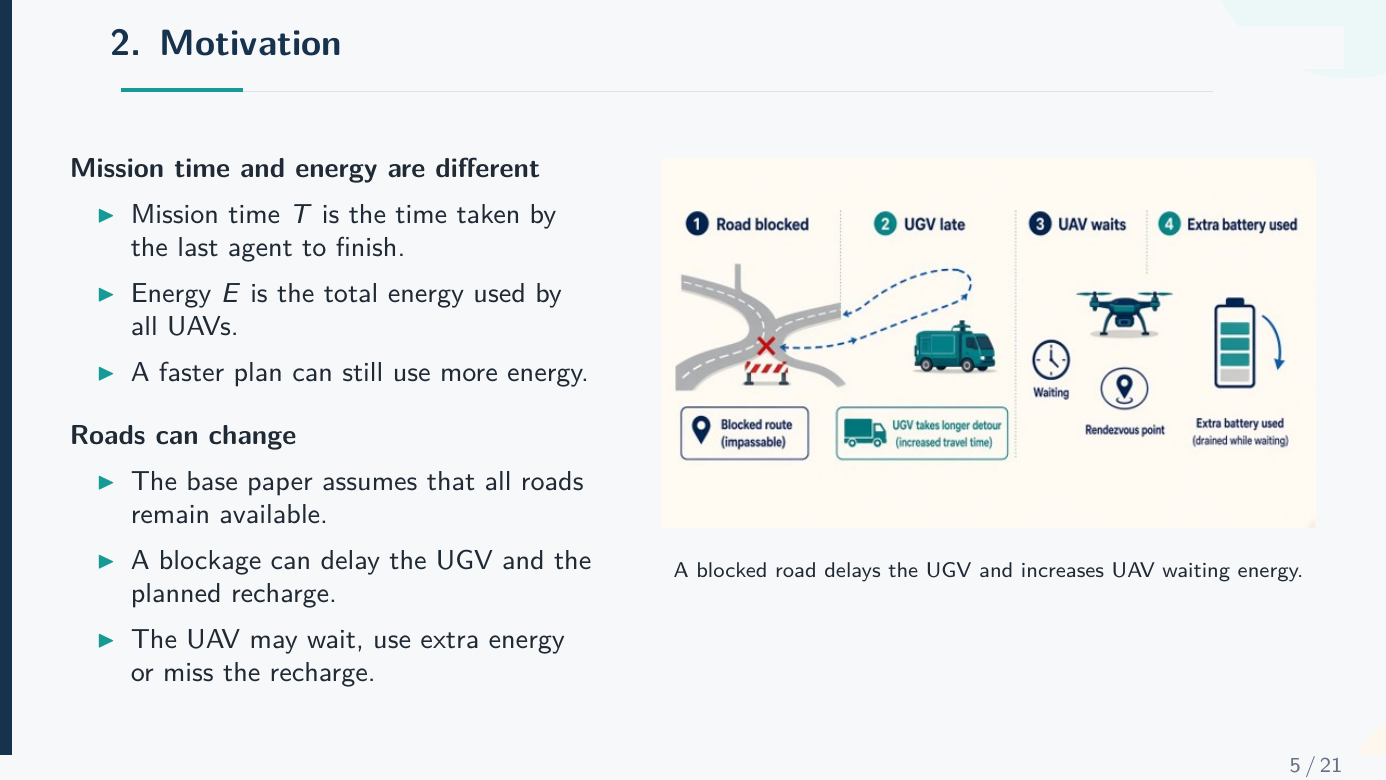 2. Motivation
Mission time and energy are different
▶ Mission time T is the time taken by
the last agent to finish.
▶ Energy E is the total energy used by
all UAVs.
▶ A faster plan can still use more energy.
Roads can change
▶ The base paper assumes that all roads
remain available.
▶ A blockage can delay the UGV and the
planned recharge.
▶ The UAV may wait, use extra energy
or miss the recharge.
1 Road blocked
2 UGV late
3 UAV waits
4 Extra battery used
Waiting
Rendezvous point
Blocked route
(impassable)
UGV takes longer detour
(increased travel time)
Extra battery used
(drained while waiting)
A blocked road delays the UGV and increases UAV waiting energy.
5 / 21